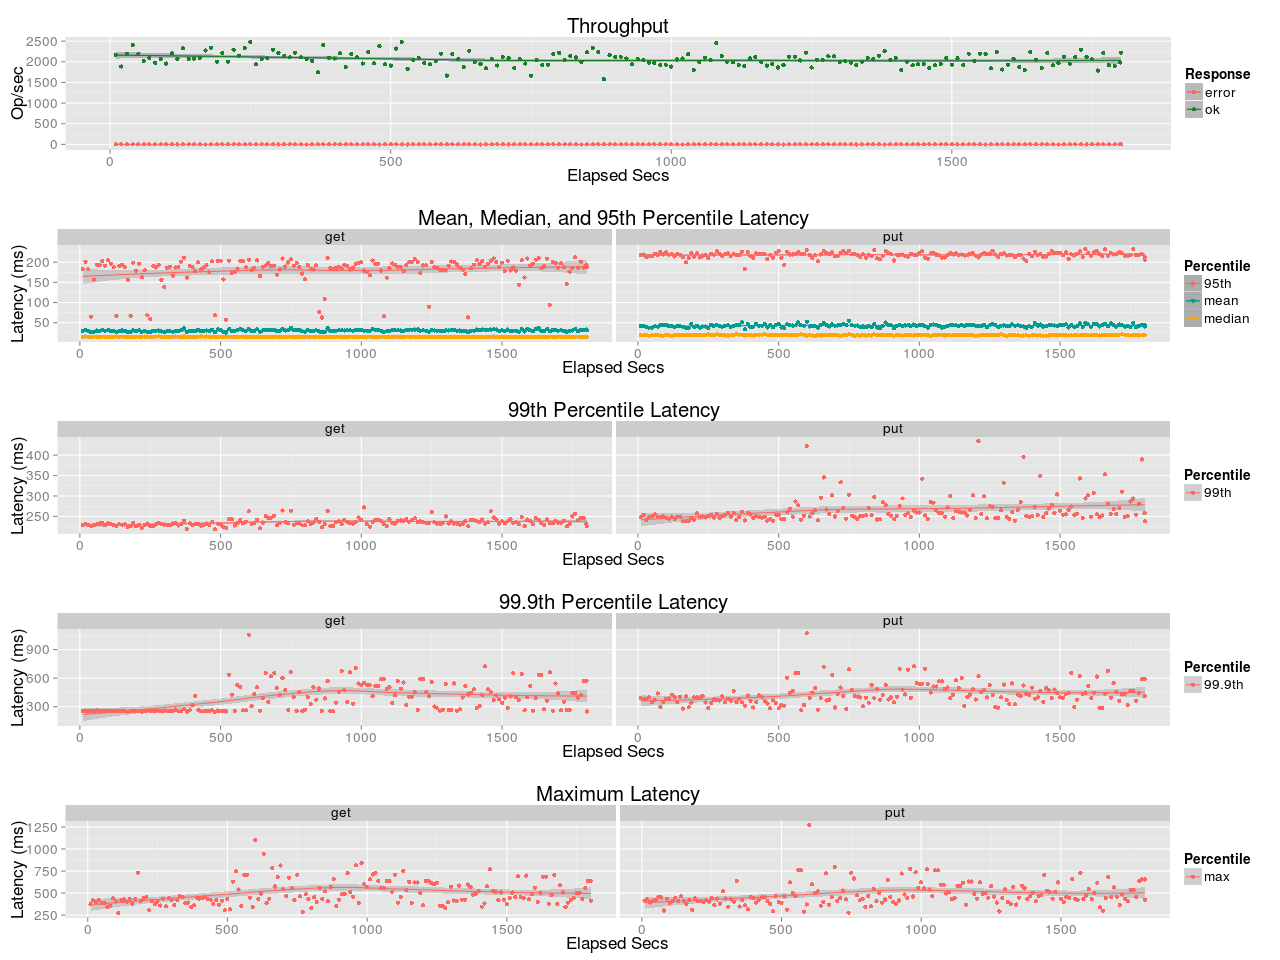 Throughput
Op/sec
2500
2000
1500
1000
500
0
0 500 1000 1500
Elapsed Secs
Response
error
ok
Mean, Median, and 95th Percentile Latency
get put
Latency (ms)
200
150
100
50
0 500 1000 1500 0 500 1000 1500
Elapsed Secs
Percentile
95th
mean
median
99th Percentile Latency
get put
Latency (ms)
400
350
300
250
0 500 1000 1500 0 500 1000 1500
Elapsed Secs
Percentile
99th
99.9th Percentile Latency
get put
Latency (ms)
900
600
300
0 500 1000 1500 0 500 1000 1500
Elapsed Secs
Percentile
99.9th
Maximum Latency
get put
Latency (ms)
1250
1000
750
500
250
0 500 1000 1500 0 500 1000 1500
Elapsed Secs
Percentile
max